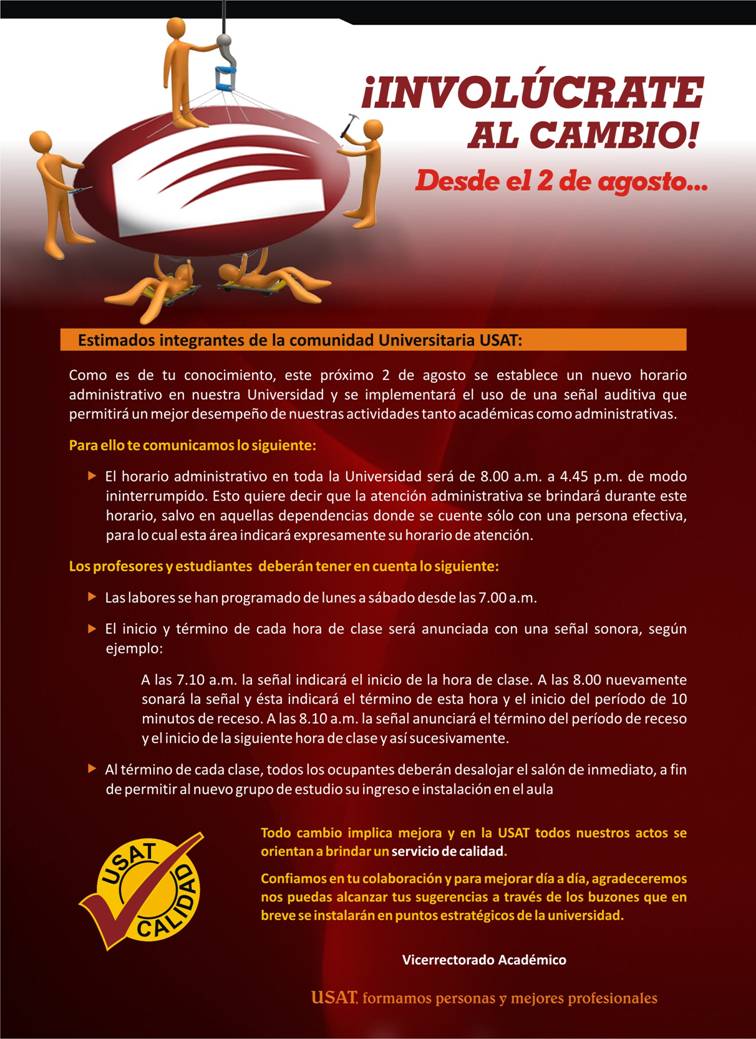 ¡INVOLÚCRATE
AL CAMBIO!
Desde el 2 de agosto...
Estimados integrantes de la comunidad Universitaria USAT:
Como es de tu conocimiento, este próximo 2 de agosto se establece un nuevo horario
administrativo en nuestra Universidad y se implementará el uso de una señal auditiva que
permitirá un mejor desempeño de nuestras actividades tanto académicas como administrativas.
Para ello te comunicamos lo siguiente:
El horario administrativo en toda la Universidad será de 8.00 a.m. a 4.45 p.m. de modo
ininterrumpido. Esto quiere decir que la atención administrativa se brindará durante este
horario, salvo en aquellas dependencias donde se cuente sólo con una persona efectiva,
para lo cual esta área indicará expresamente su horario de atención.
Los profesores y estudiantes deberán tener en cuenta lo siguiente:
Las labores se han programado de lunes a sábado desde las 7.00 a.m.
El inicio y término de cada hora de clase será anunciada con una señal sonora, según
ejemplo:
A las 7.10 a.m. la señal indicará el inicio de la hora de clase. A las 8.00 nuevamente
sonará la señal y ésta indicará el término de esta hora y el inicio del período de 10
minutos de receso. A las 8.10 a.m. la señal anunciará el término del período de receso
y el inicio de la siguiente hora de clase y así sucesivamente.
Al término de cada clase, todos los ocupantes deberán desalojar el salón de inmediato, a fin
de permitir al nuevo grupo de estudio su ingreso e instalación en el aula
Todo cambio implica mejora y en la USAT todos nuestros actos se
orientan a brindar un servicio de calidad.
Confiamos en tu colaboración y para mejorar día a día, agradeceremos
nos puedas alcanzar tus sugerencias a través de los buzones que en
breve se instalarán en puntos estratégicos de la universidad.
USAT
CALIDAD
Vicerrectorado Académico
USAT, formamos personas y mejores profesionales